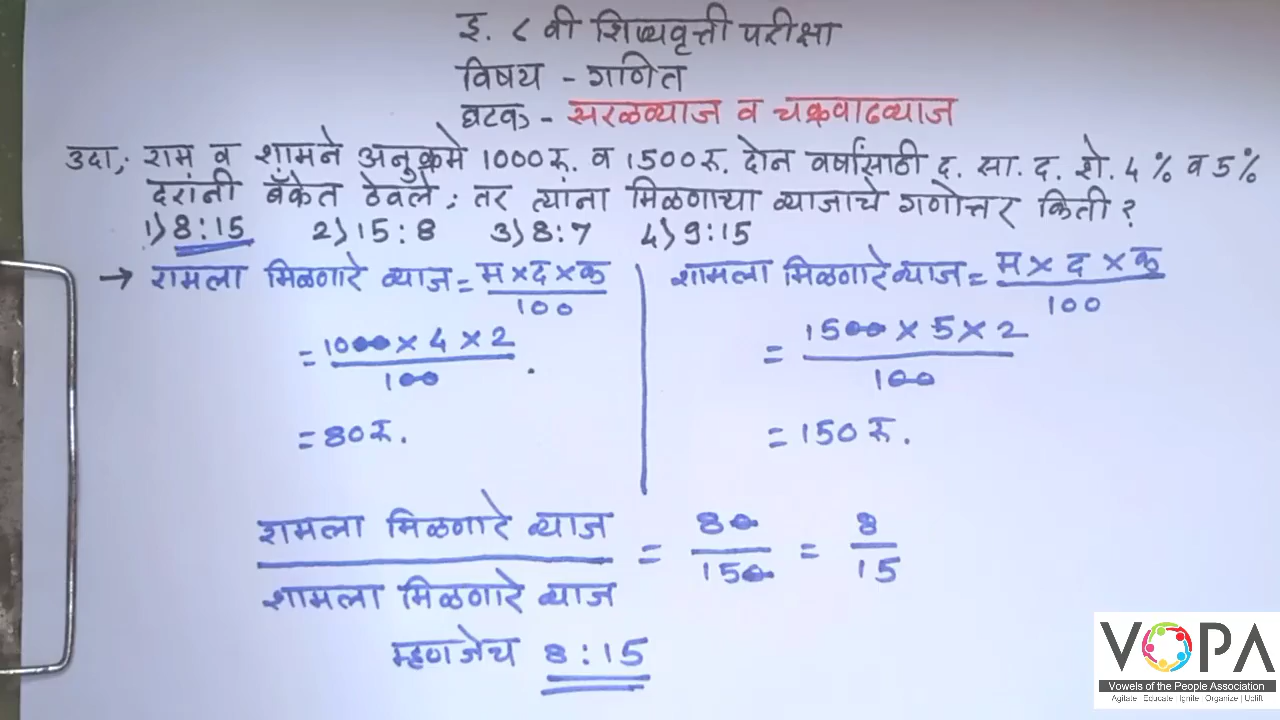 इ. ८ वी शिष्यवृत्ती परीक्षा
विषय - गणित
घटक - सरळव्याज व चक्रवाढव्याज
उदा; राम व शामने अनुक्रमे 1000 रू. व 1500 रू. दोन वर्षांसाठी द. सा. द. शे. 4 % व 5 %
दरांनी बँकेत ठेवले ; तर त्यांना मिळणाऱ्या व्याजाचे गणोत्तर किती ?
1) 8:15 2) 15:8 3) 8:7 4) 9:15
→ रामला मिळणारे व्याज = म × द × क / 100
= 1000 × 4 × 2 / 100
= 80 रू.
शामला मिळणारे व्याज = म × द × क / 100
= 1500 × 5 × 2 / 100
= 150 रू.
रामला मिळणारे व्याज / शामला मिळणारे व्याज = 80 / 150 = 8 / 15
म्हणजेच 8 : 15
VOPA
Vowels of the People Association
Agitate | Educate | Ignite | Organize | Uplift